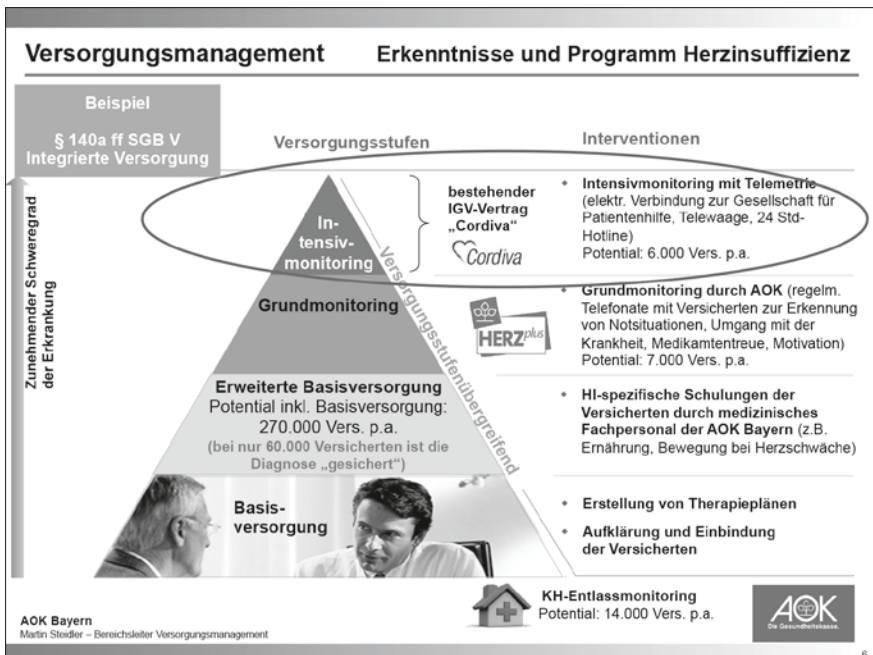 Versorgungsmanagement
Erkenntnisse und Programm Herzinsuffizienz
Beispiel
§ 140a ff SGB V
Integrierte Versorgung
Versorgungsstufen
Interventionen
Zunehmender Schweregrad
der Erkrankung
In-
tensiv-
monitoring
bestehender
IGV-Vertrag
„Cordiva“
Cordiva
• Intensivmonitoring mit Telemetrie
(elektr. Verbindung zur Gesellschaft für
Patientenhilfe, Telewaage, 24 Std-
Hotline)
Potential: 6.000 Vers. p.a.
Versorgungsstufenübergreifend
Grundmonitoring
HERZplus
• Grundmonitoring durch AOK (regelm.
Telefonate mit Versicherten zur Erkennung
von Notsituationen, Umgang mit der
Krankheit, Medikamtentreue, Motivation)
Potential: 7.000 Vers. p.a.
Erweiterte Basisversorgung
Potential inkl. Basisversorgung:
270.000 Vers. p.a.
(bei nur 60.000 Versicherten ist die
Diagnose „gesichert“)
• HI-spezifische Schulungen der
Versicherten durch medizinisches
Fachpersonal der AOK Bayern (z.B.
Ernährung, Bewegung bei Herzschwäche)
Basis-
versorgung
• Erstellung von Therapieplänen
• Aufklärung und Einbindung
der Versicherten
KH-Entlassmonitoring
Potential: 14.000 Vers. p.a.
AOK
Die Gesundheitskasse.
AOK Bayern
Martin Steidler – Bereichsleiter Versorgungsmanagement
6